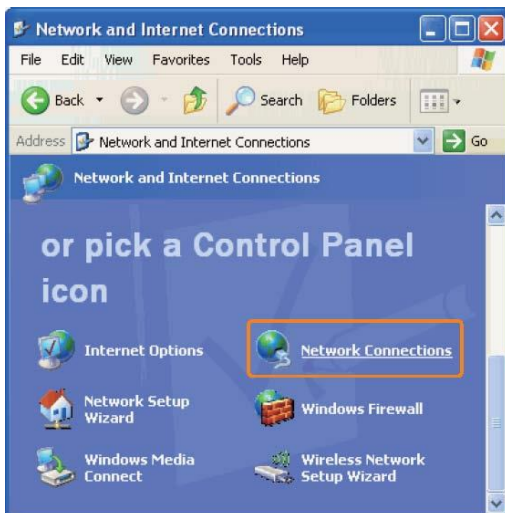 Network and Internet Connections
File Edit View Favorites Tools Help
Back Search Folders
Address Network and Internet Connections Go
Network and Internet Connections
or pick a Control Panel
icon
Internet Options Network Connections
Network Setup
Wizard
Windows Firewall
Windows Media
Connect
Wireless Network
Setup Wizard